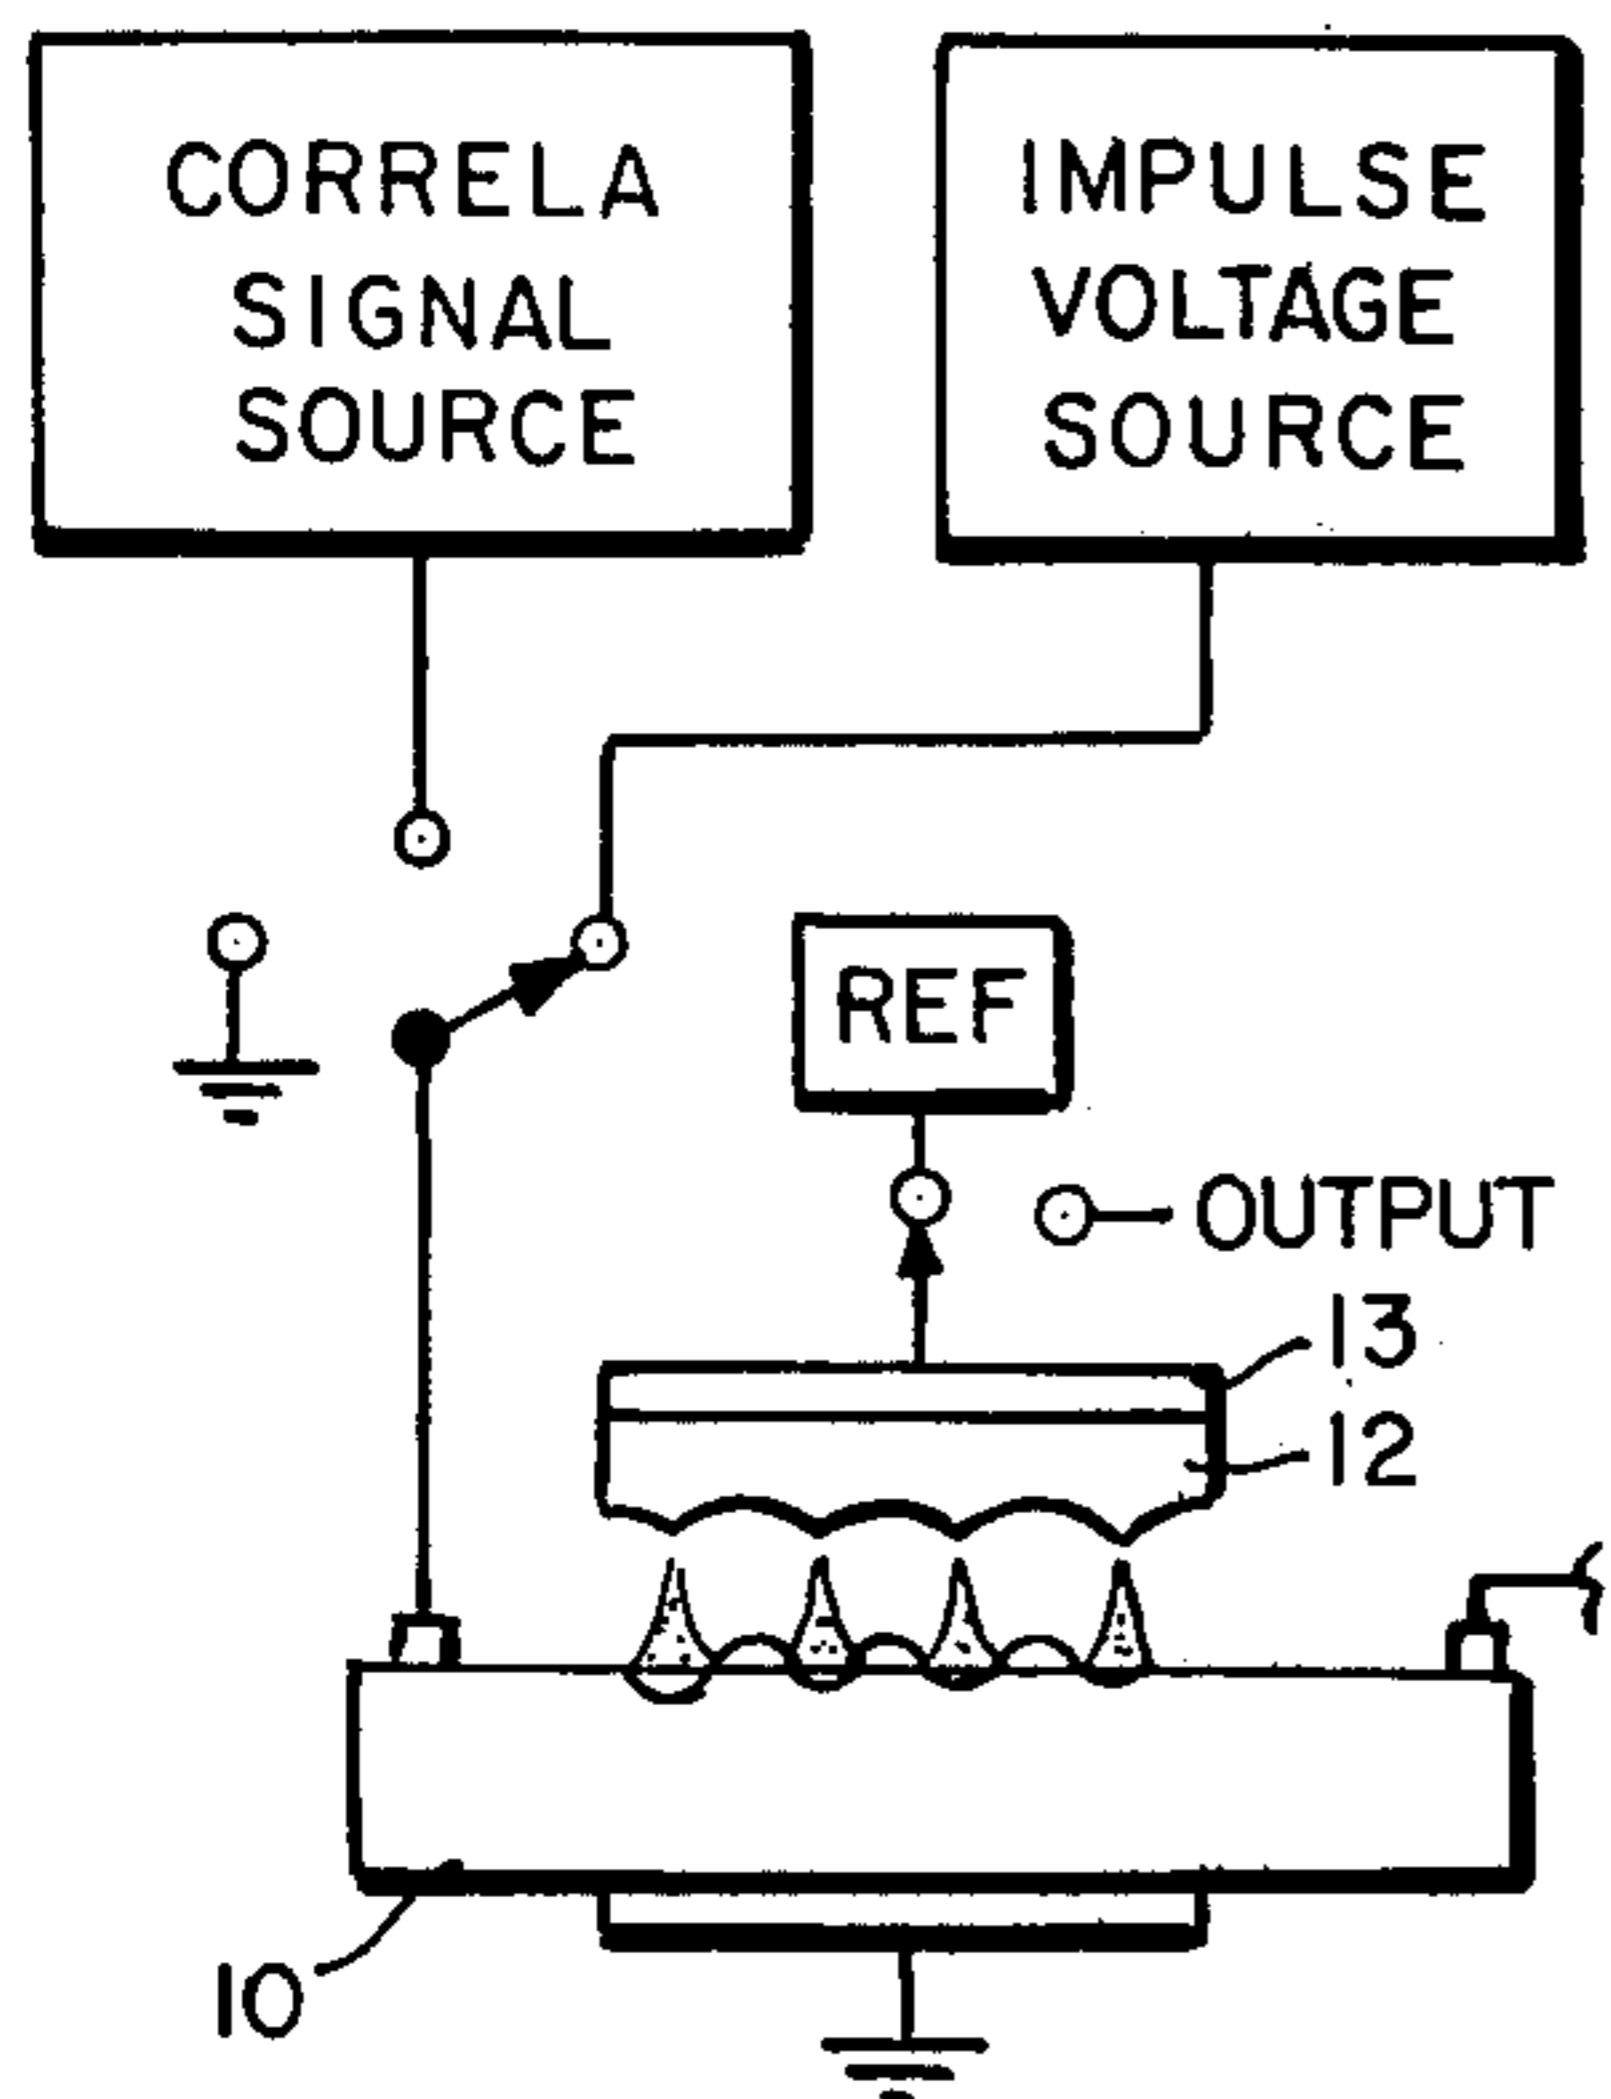 CORRELA
SIGNAL
SOURCE
IMPULSE
VOLTAGE
SOURCE
REF
OUTPUT
13
12
10